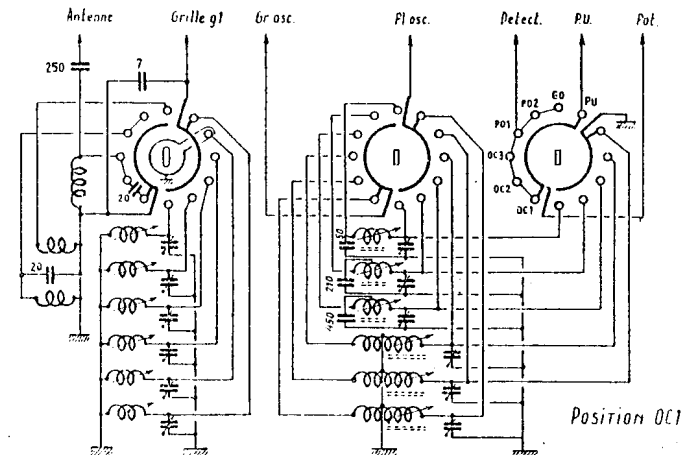 Antenne
Grille g1
Gr osc.
Pl osc.
Detect.
P.U.
Pot.
250
7
GO
PO2
PU
PO1
OC3
OC2
OC1
20
20
50
210
450
Position OC1